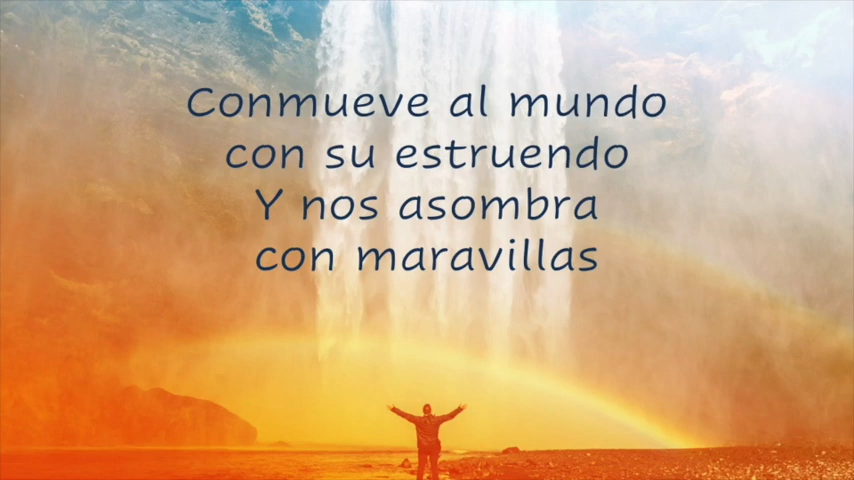 Conmueve al mundo
con su estruendo
Y nos asombra
con maravillas